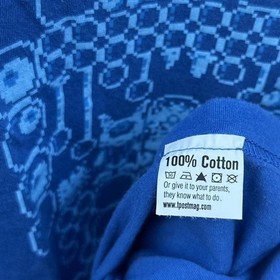 100% Cotton
Or give it to your parents,
they know what to do.
www.tpostmag.com